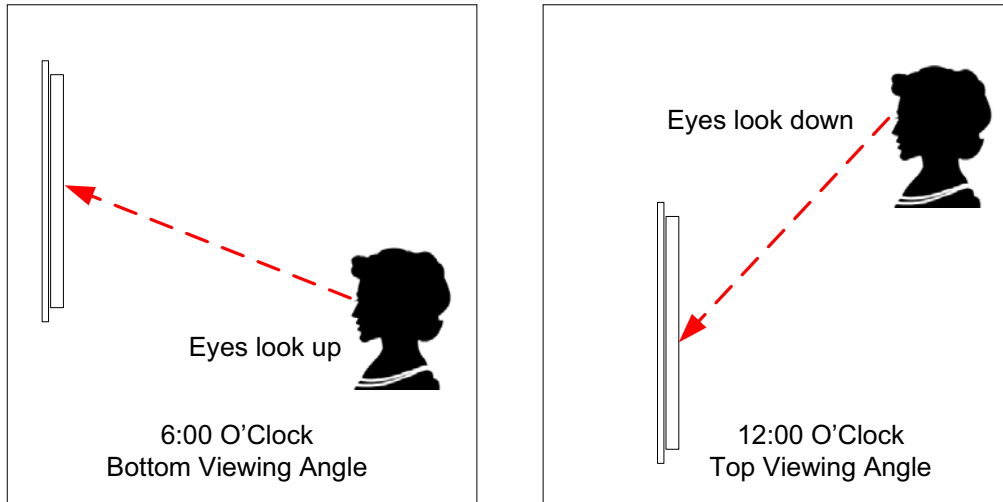 Eyes look up
6:00 O'Clock
Bottom Viewing Angle
Eyes look down
12:00 O'Clock
Top Viewing Angle